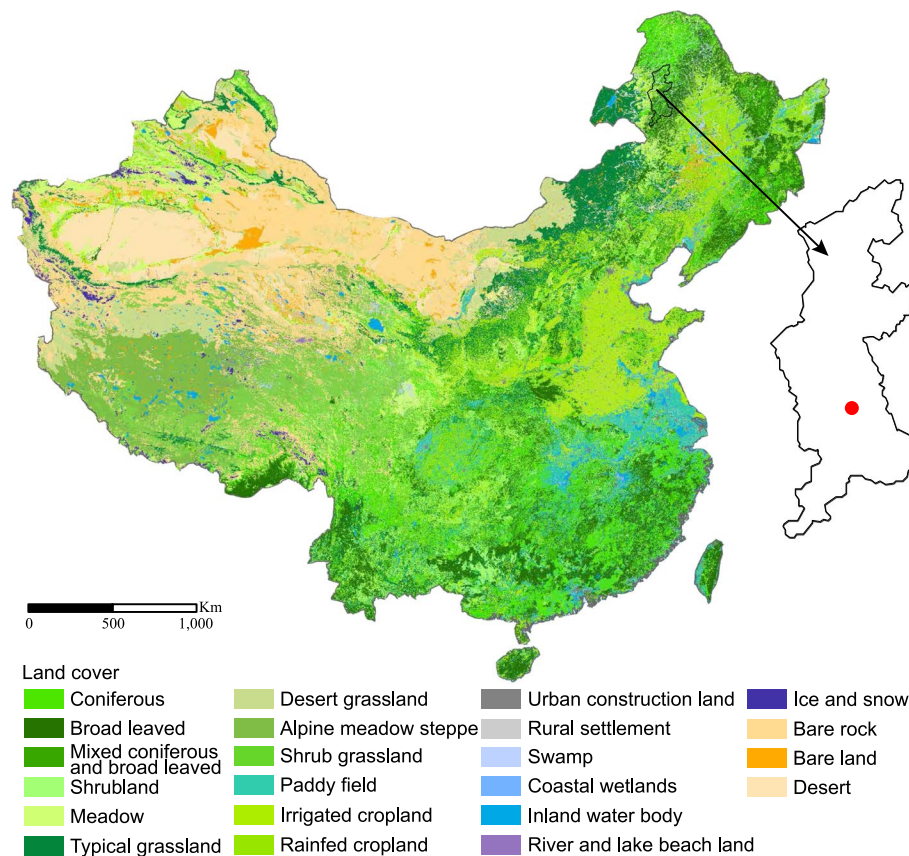 Km
0 500 1,000
Land cover
Coniferous
Broad leaved
Mixed coniferous
and broad leaved
Shrubland
Meadow
Typical grassland
Desert grassland
Alpine meadow steppe
Shrub grassland
Paddy field
Irrigated cropland
Rainfed cropland
Urban construction land
Rural settlement
Swamp
Coastal wetlands
Inland water body
River and lake beach land
Ice and snow
Bare rock
Bare land
Desert